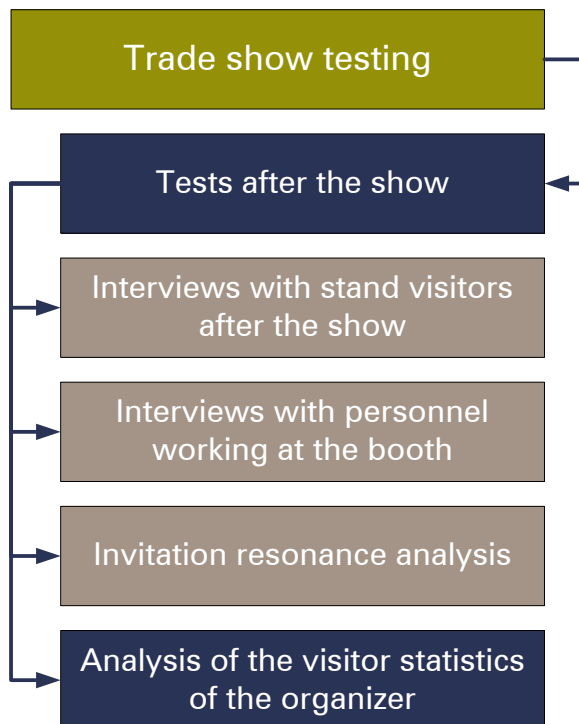 Trade show testing
Tests after the show
Interviews with stand visitors
after the show
Interviews with personnel
working at the booth
Invitation resonance analysis
Analysis of the visitor statistics
of the organizer